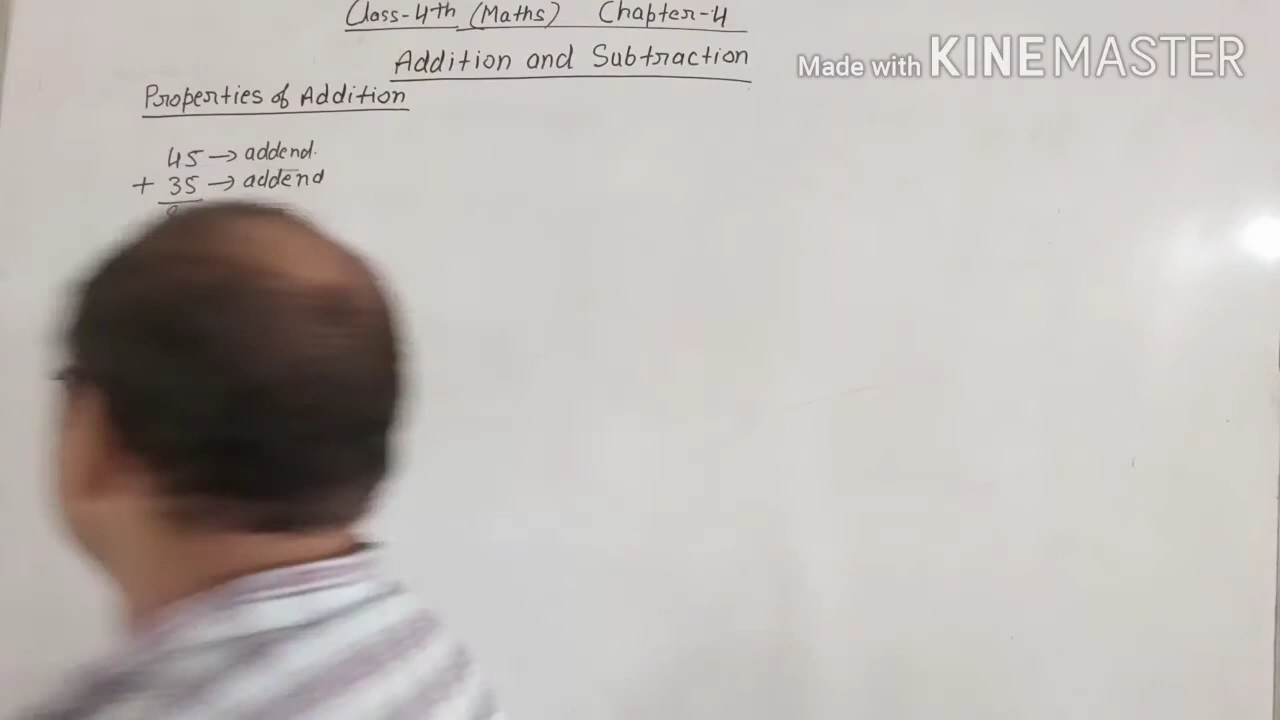 Class-4th (Maths) Chapter-4
Addition and Subtraction
Made with KINEMASTER
Properties of Addition
45 → addend.
+ 35 → addend